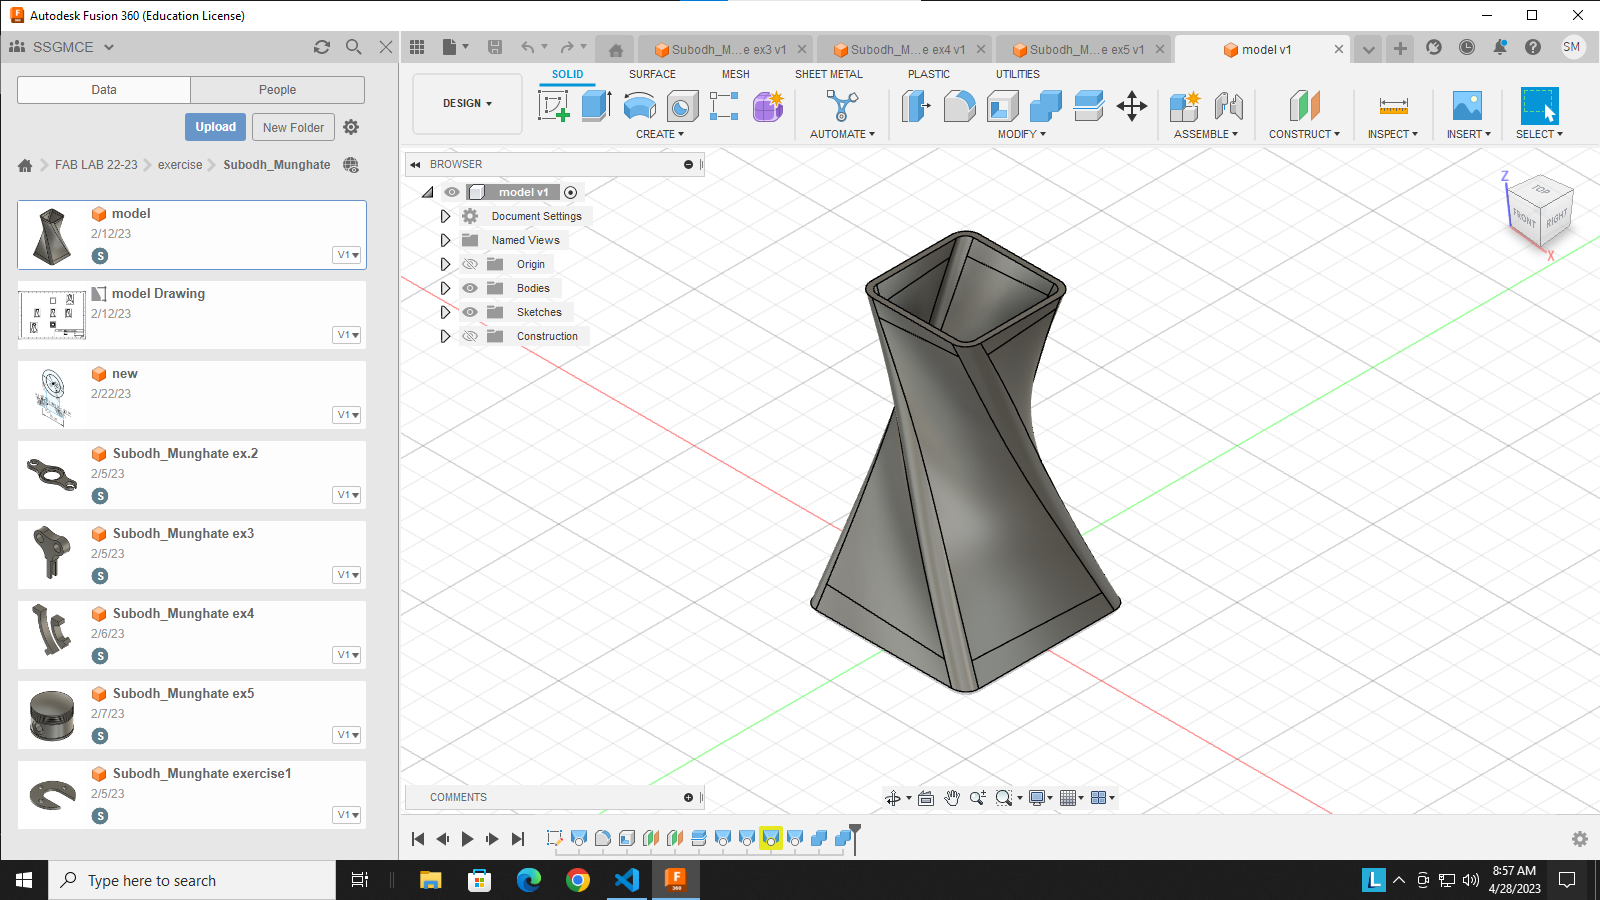 Autodesk Fusion 360 (Education License)
SSGMCE
Subodh_M...e ex3 v1
Subodh_M...e ex4 v1
Subodh_M...e ex5 v1
model v1
SM
Data
People
Upload
New Folder
FAB LAB 22-23
exercise
Subodh_Munghate
DESIGN
SOLID
SURFACE
MESH
SHEET METAL
PLASTIC
UTILITIES
CREATE
AUTOMATE
MODIFY
ASSEMBLE
CONSTRUCT
INSPECT
INSERT
SELECT
BROWSER
model v1
Document Settings
Named Views
Origin
Bodies
Sketches
Construction
model
2/12/23
S
V1
model Drawing
2/12/23
V1
new
2/22/23
V1
Subodh_Munghate ex.2
2/5/23
S
V1
Subodh_Munghate ex3
2/5/23
S
V1
Subodh_Munghate ex4
2/6/23
S
V1
Subodh_Munghate ex5
2/7/23
S
V1
Subodh_Munghate exercise1
2/5/23
S
V1
Z
TOP
FRONT
RIGHT
X
COMMENTS
Type here to search
F
360
L
8:57 AM
4/28/2023